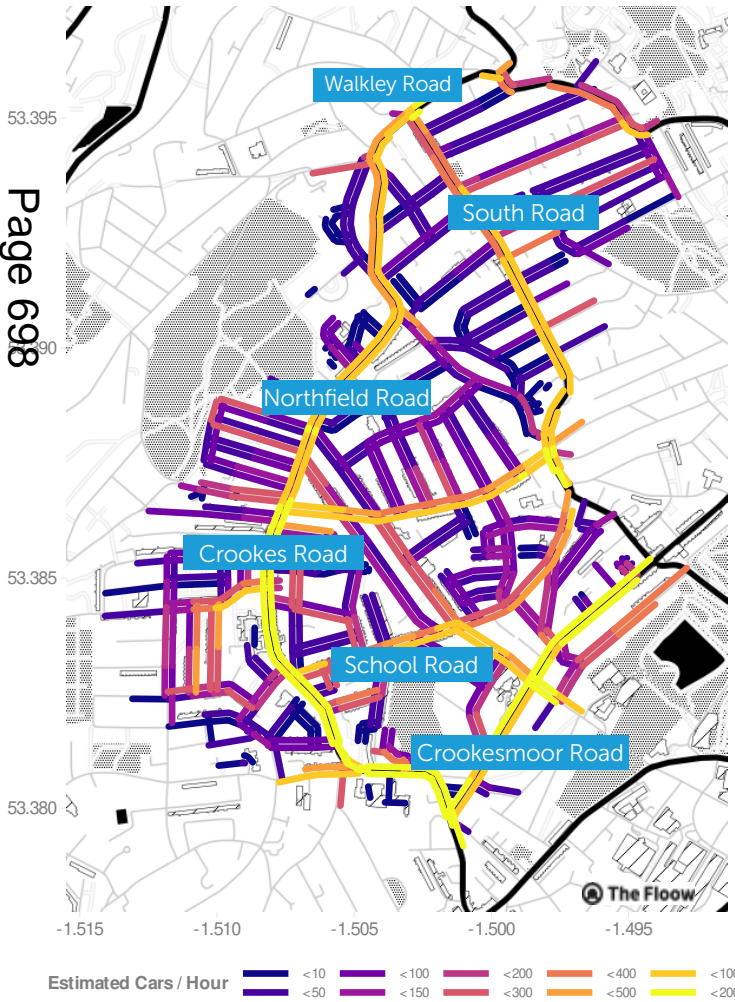 Page 698
Walkley Road
53.395
South Road
53.390
Northfield Road
Crookes Road
53.385
School Road
Crookesmoor Road
53.380
The Floow
-1.515 -1.510 -1.505 -1.500 -1.495
Estimated Cars / Hour <10 <100 <200 <400 <100
<50 <150 <300 <500 <200